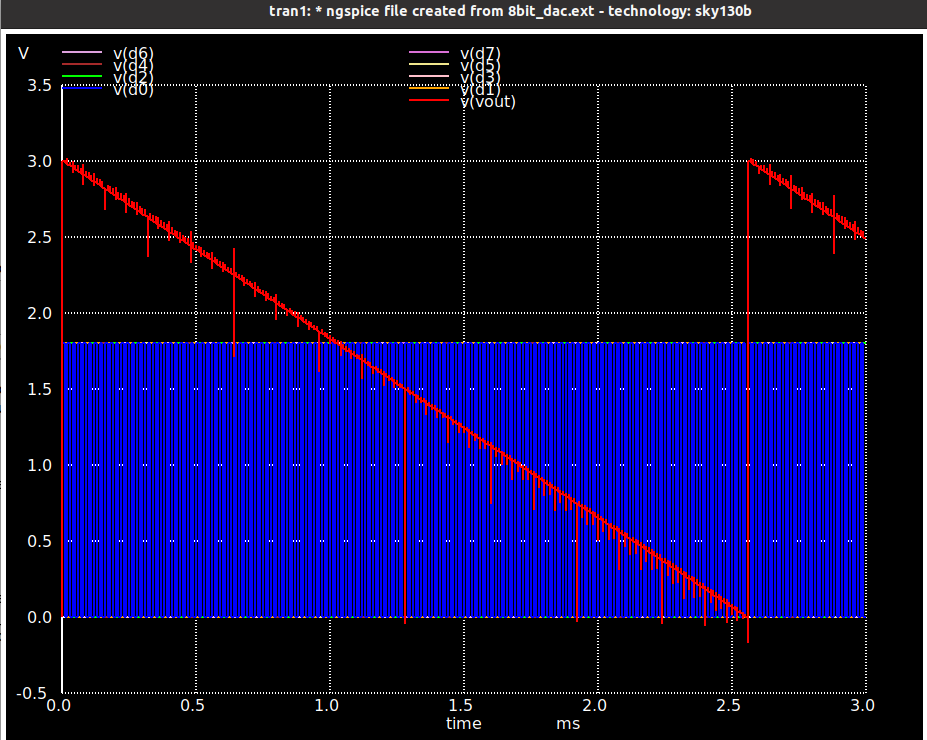 tran1: * ngspice file created from 8bit_dac.ext - technology: sky130b
V
v(d6) v(d7)
v(d4) v(d5)
v(d2) v(d3)
v(d0) v(d1)
v(vout)
3.5
3.0
2.5
2.0
1.5
1.0
0.5
0.0
-0.5
0.0 0.5 1.0 1.5 2.0 2.5 3.0
time ms